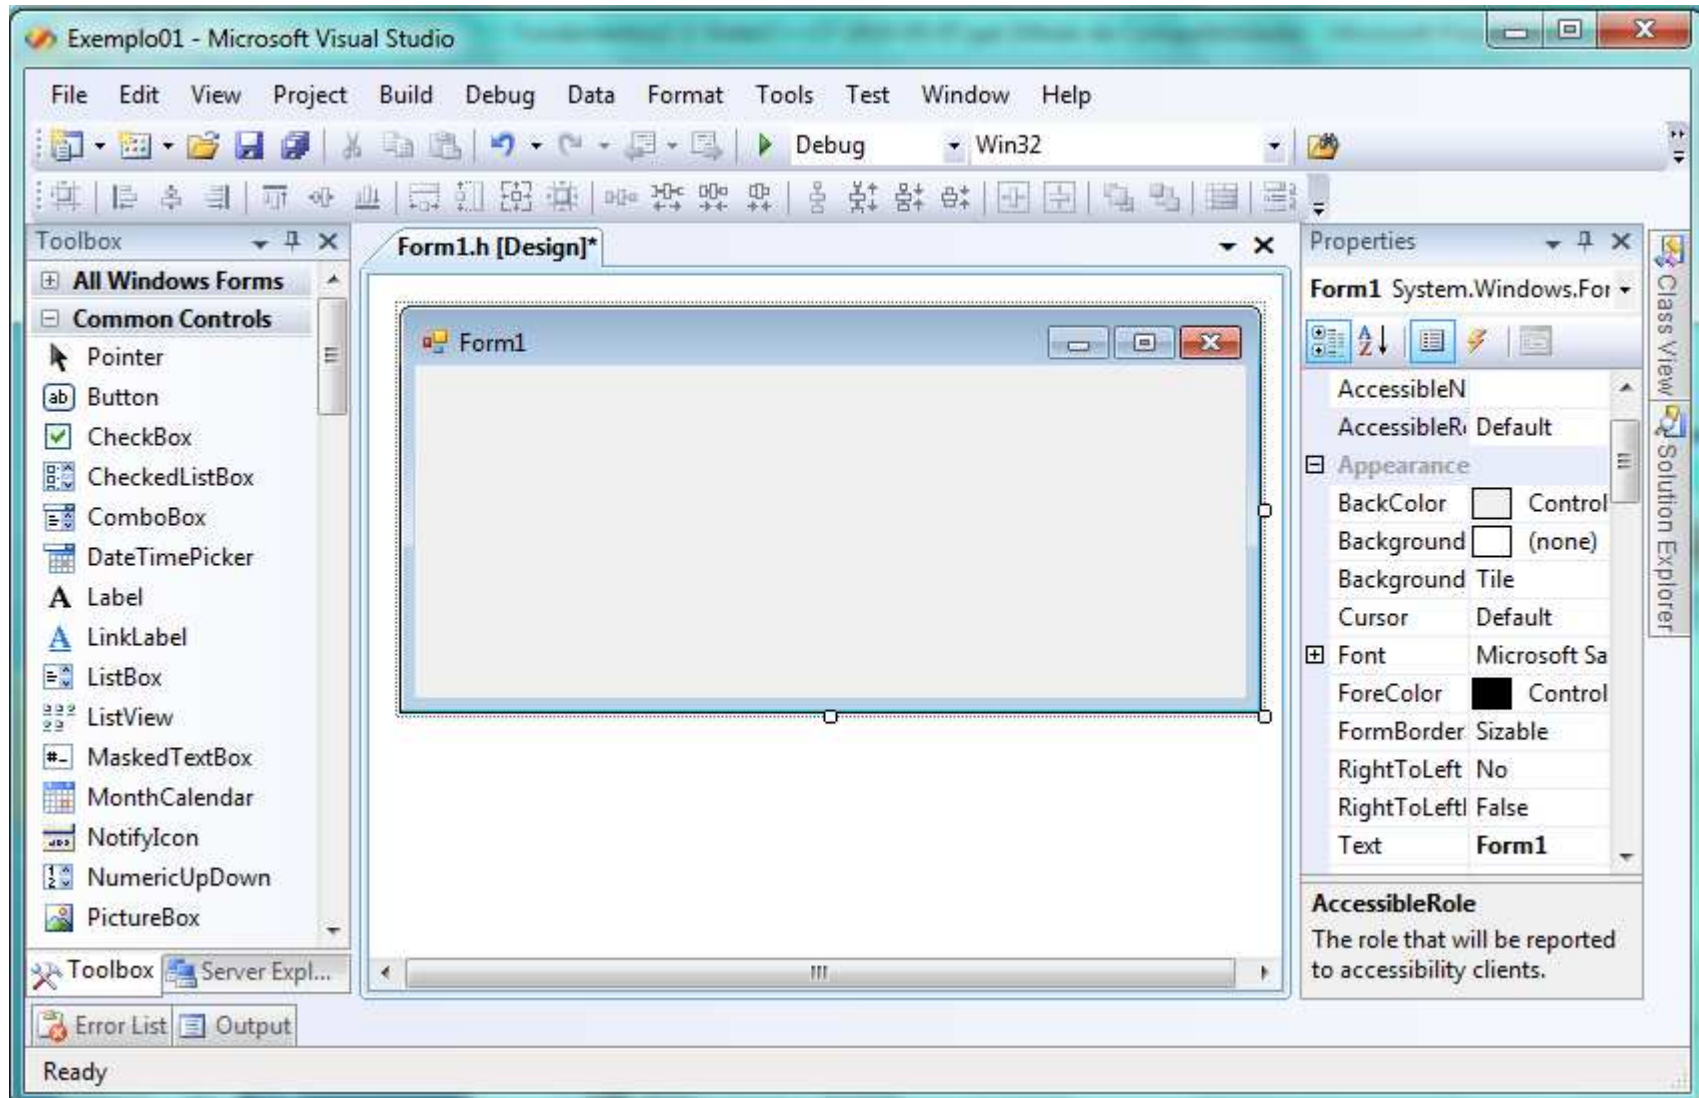 Exemplo01 - Microsoft Visual Studio
File Edit View Project Build Debug Data Format Tools Test Window Help
Debug Win32
Toolbox
All Windows Forms
Common Controls
Pointer
Button
CheckBox
CheckedListBox
ComboBox
DateTimePicker
Label
LinkLabel
ListBox
ListView
MaskedTextBox
MonthCalendar
NotifyIcon
NumericUpDown
PictureBox
Toolbox Server Expl...
Form1.h [Design]*
Form1
Properties
Form1 System.Windows.For
AccessibleN
AccessibleR Default
Appearance
BackColor Control
Background (none)
Background Tile
Cursor Default
Font Microsoft Sa
ForeColor Control
FormBorder Sizable
RightToLeft No
RightToLeftl False
Text Form1
AccessibleRole
The role that will be reported
to accessibility clients.
Class View
Solution Explorer
Error List Output
Ready